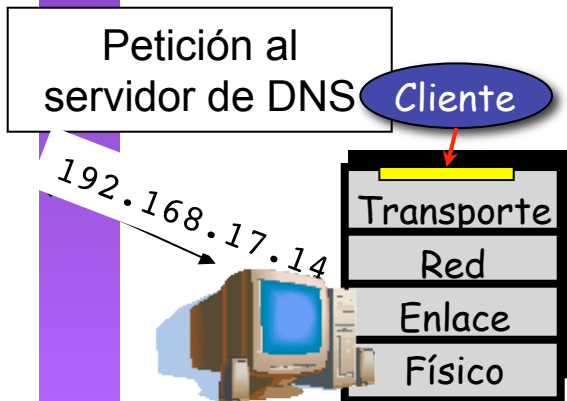 Petición al
servidor de DNS
Cliente
192.168.17.14
Transporte
Red
Enlace
Físico